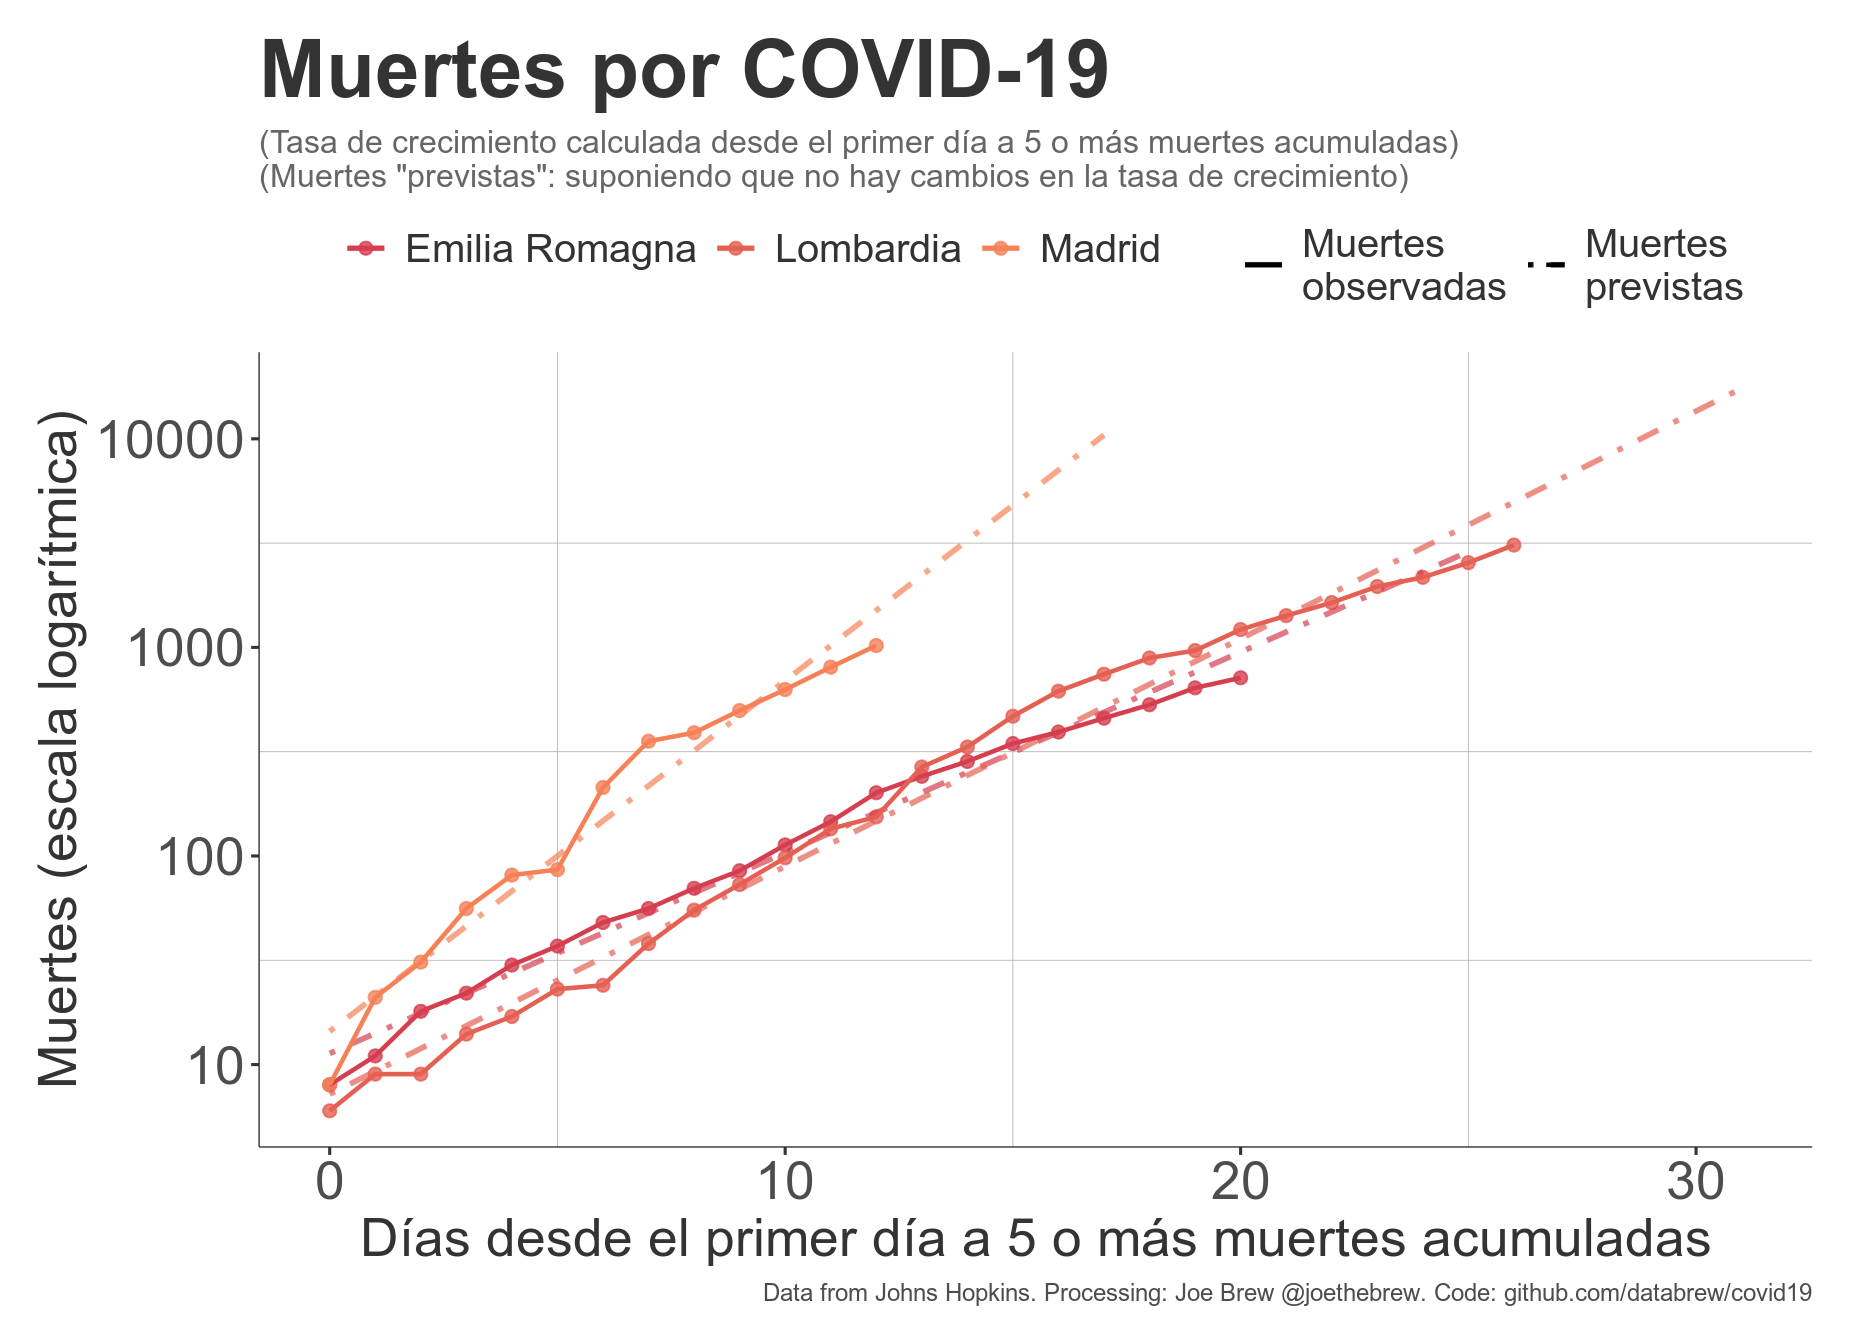 Muertes por COVID-19
(Tasa de crecimiento calculada desde el primer día a 5 o más muertes acumuladas)
(Muertes "previstas": suponiendo que no hay cambios en la tasa de crecimiento)
Emilia Romagna Lombardia Madrid
Muertes
observadas
Muertes
previstas
Muertes (escala logarítmica)
10000
1000
100
10
0 10 20 30
Días desde el primer día a 5 o más muertes acumuladas
Data from Johns Hopkins. Processing: Joe Brew @joethebrew. Code: github.com/databrew/covid19